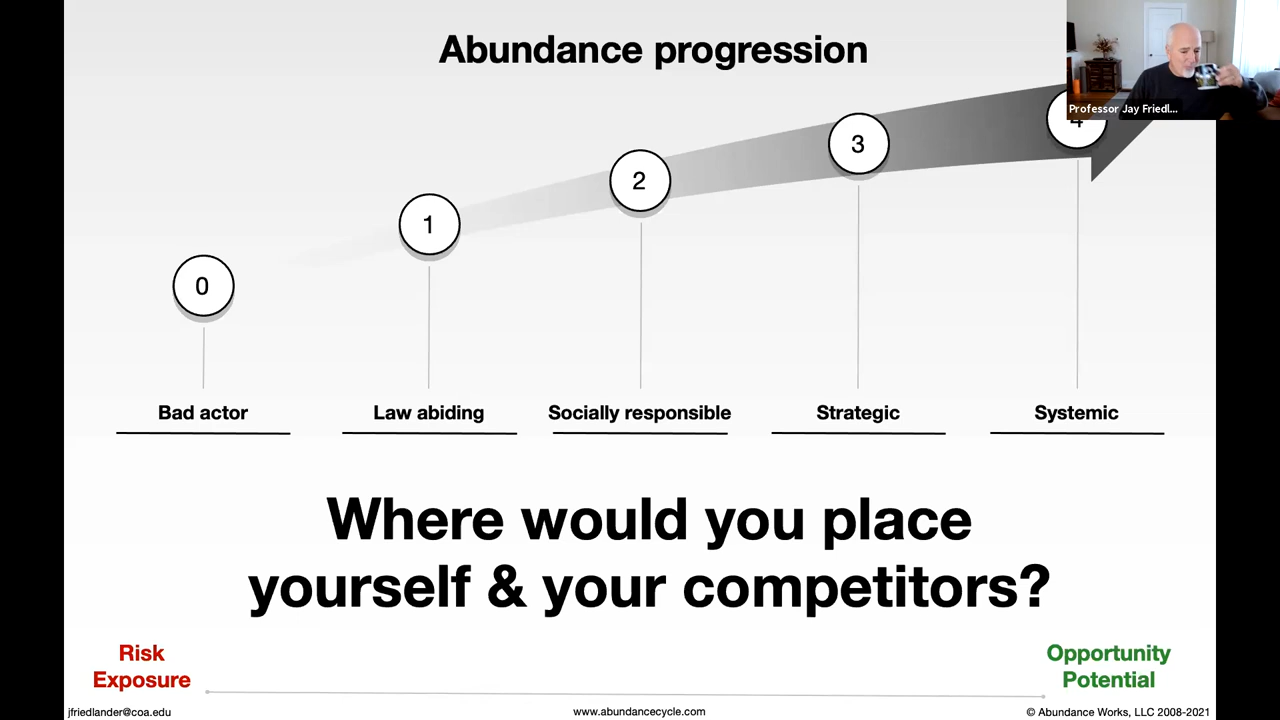 Abundance progression
Professor Jay Friedl...
4
3
2
1
0
Bad actor
Law abiding
Socially responsible
Strategic
Systemic
Where would you place
yourself & your competitors?
Risk
Exposure
Opportunity
Potential
jfriedlander@coa.edu
www.abundancecycle.com
© Abundance Works, LLC 2008-2021